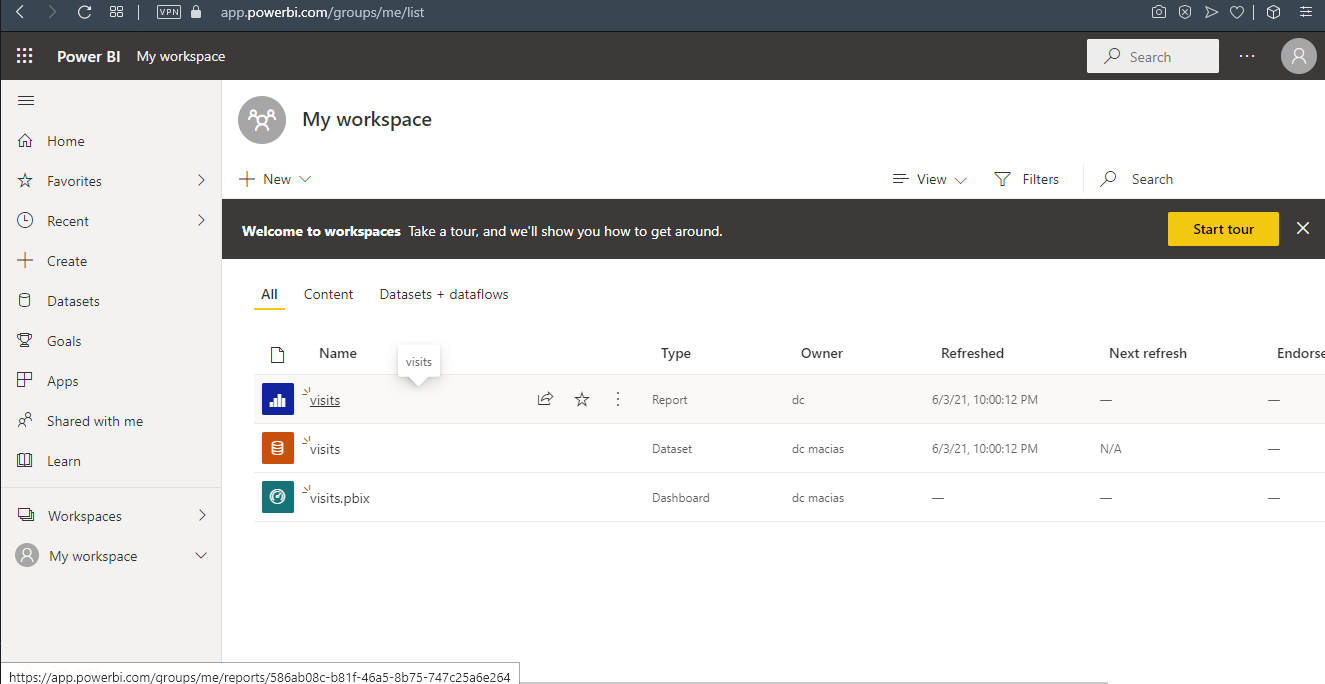 VPN app.powerbi.com/groups/me/list
Power BI My workspace Search
Home
Favorites
Recent
Create
Datasets
Goals
Apps
Shared with me
Learn
Workspaces
My workspace
My workspace
New View Filters Search
Welcome to workspaces Take a tour, and we'll show you how to get around. Start tour
All Content Datasets + dataflows
Name Type Owner Refreshed Next refresh Endorse
visits
visits Report dc 6/3/21, 10:00:12 PM — —
visits Dataset dc macias 6/3/21, 10:00:12 PM N/A —
visits.pbix Dashboard dc macias — — —
https://app.powerbi.com/groups/me/reports/586ab08c-b81f-46a5-8b75-747c25a6e264